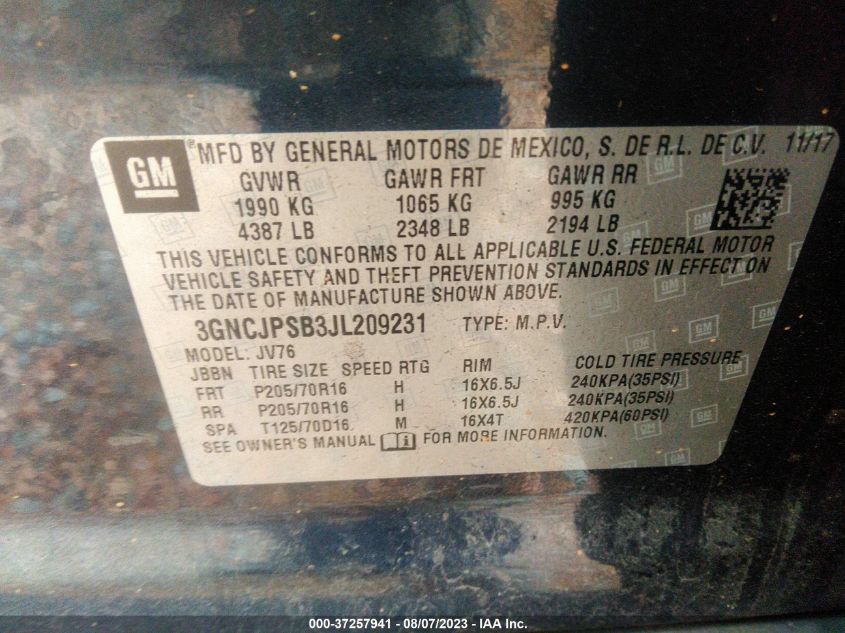 GM ®MFD BY GENERAL MOTORS DE MEXICO, S. DE R.L. DE C.V. 11/17
GVWR GAWR FRT GAWR RR
1990 KG 1065 KG 995 KG
4387 LB 2348 LB 2194 LB
THIS VEHICLE CONFORMS TO ALL APPLICABLE U.S. FEDERAL MOTOR
VEHICLE SAFETY AND THEFT PREVENTION STANDARDS IN EFFECT ON
THE DATE OF MANUFACTURE SHOWN ABOVE.
3GNCJPSB3JL209231 TYPE: M.P.V.
MODEL: JV76
JBBN TIRE SIZE SPEED RTG RIM COLD TIRE PRESSURE
FRT P205/70R16 H 16X6.5J 240KPA(35PSI)
RR P205/70R16 H 16X6.5J 240KPA(35PSI)
SPA T125/70D16 M 16X4T 420KPA(60PSI)
SEE OWNER'S MANUAL FOR MORE INFORMATION.
000-37257941 - 08/07/2023 - IAA Inc.